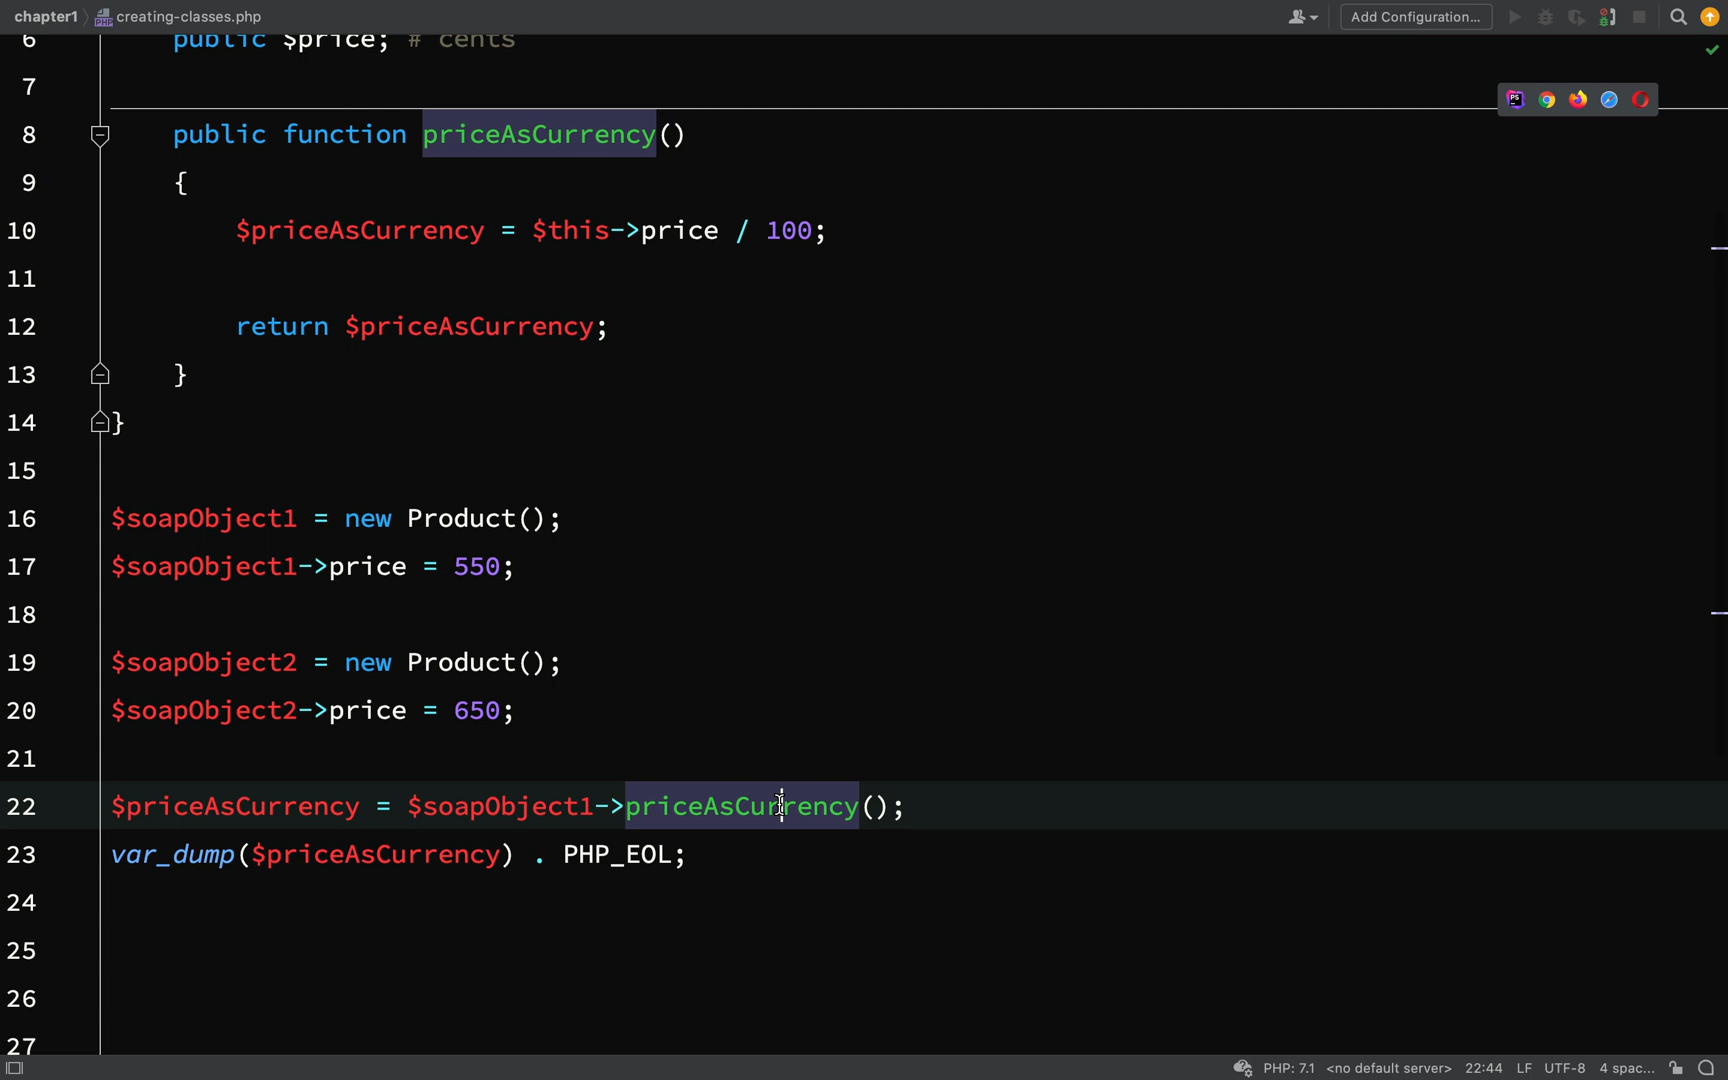 chapter1 creating-classes.php Add Configuration...
6 public $price; # cents
7
8 public function priceAsCurrency()
9 {
10 $priceAsCurrency = $this->price / 100;
11
12 return $priceAsCurrency;
13 }
14 }
15
16 $soapObject1 = new Product();
17 $soapObject1->price = 550;
18
19 $soapObject2 = new Product();
20 $soapObject2->price = 650;
21
22 $priceAsCurrency = $soapObject1->priceAsCurrency();
23 var_dump($priceAsCurrency) . PHP_EOL;
24
25
26
27
PHP: 7.1 <no default server> 22:44 LF UTF-8 4 spac...